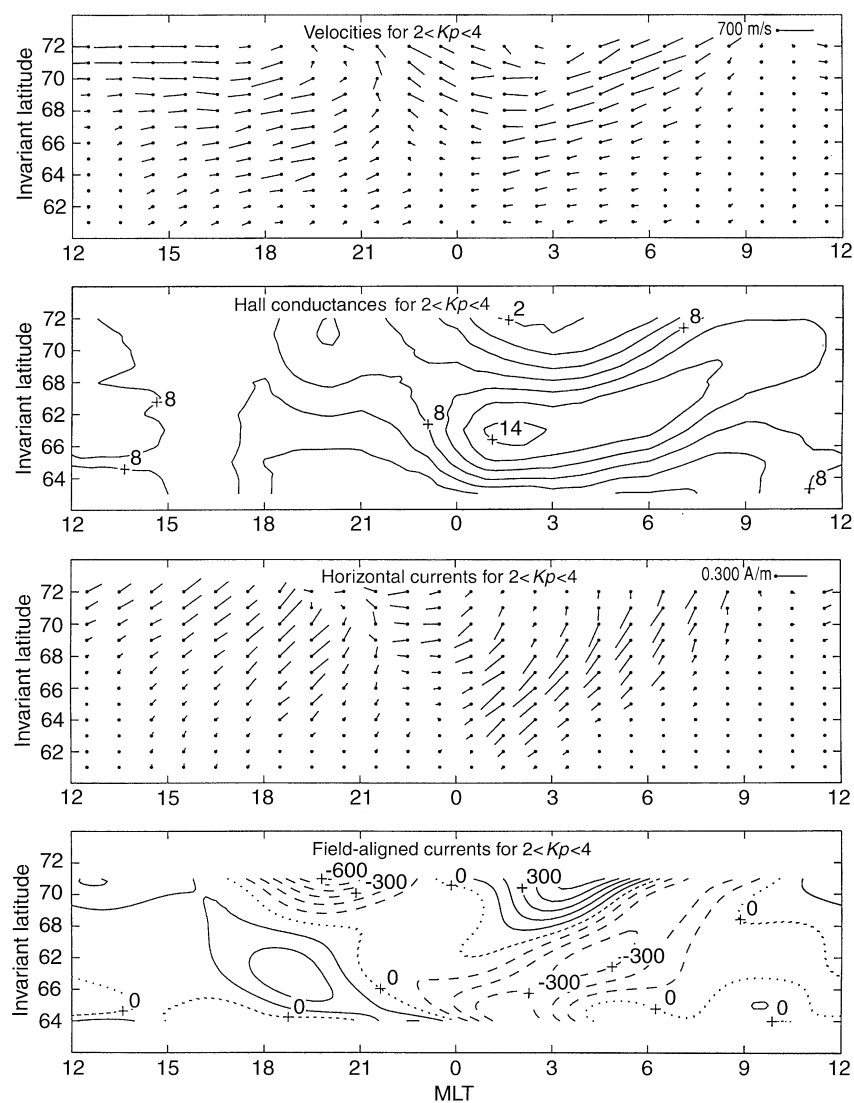 Velocities for 2<Kp<4
700 m/s
72
70
68
66
64
62
Invariant latitude
12 15 18 21 0 3 6 9 12
Hall conductances for 2<Kp<4
2
8
8
8
8
14
8
72
70
68
62
66
64
Invariant latitude
12 15 18 21 0 3 6 9 12
Horizontal currents for 2<Kp<4
0.300 A/m
72
70
68
66
64
62
Invariant latitude
12 15 18 21 0 3 6 9 12
Field-aligned currents for 2<Kp<4
-600
-300
0
300
0
-300
-300
0
0
0
0
0
72
70
68
62
66
64
Invariant latitude
12 15 18 21 0 3 6 9 12
MLT